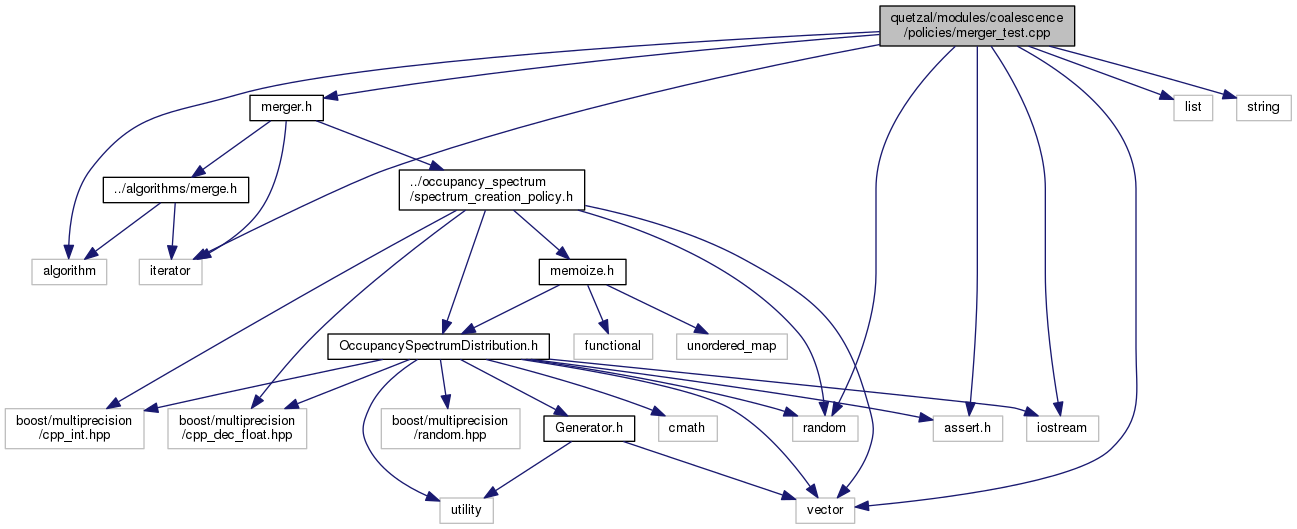 quetzal/modules/coalescence
/policies/merger_test.cpp
merger.h
list
string
../algorithms/merge.h
../occupancy_spectrum
/spectrum_creation_policy.h
algorithm
iterator
memoize.h
OccupancySpectrumDistribution.h
functional
unordered_map
boost/multiprecision
/cpp_int.hpp
boost/multiprecision
/cpp_dec_float.hpp
boost/multiprecision
/random.hpp
Generator.h
cmath
random
assert.h
iostream
utility
vector